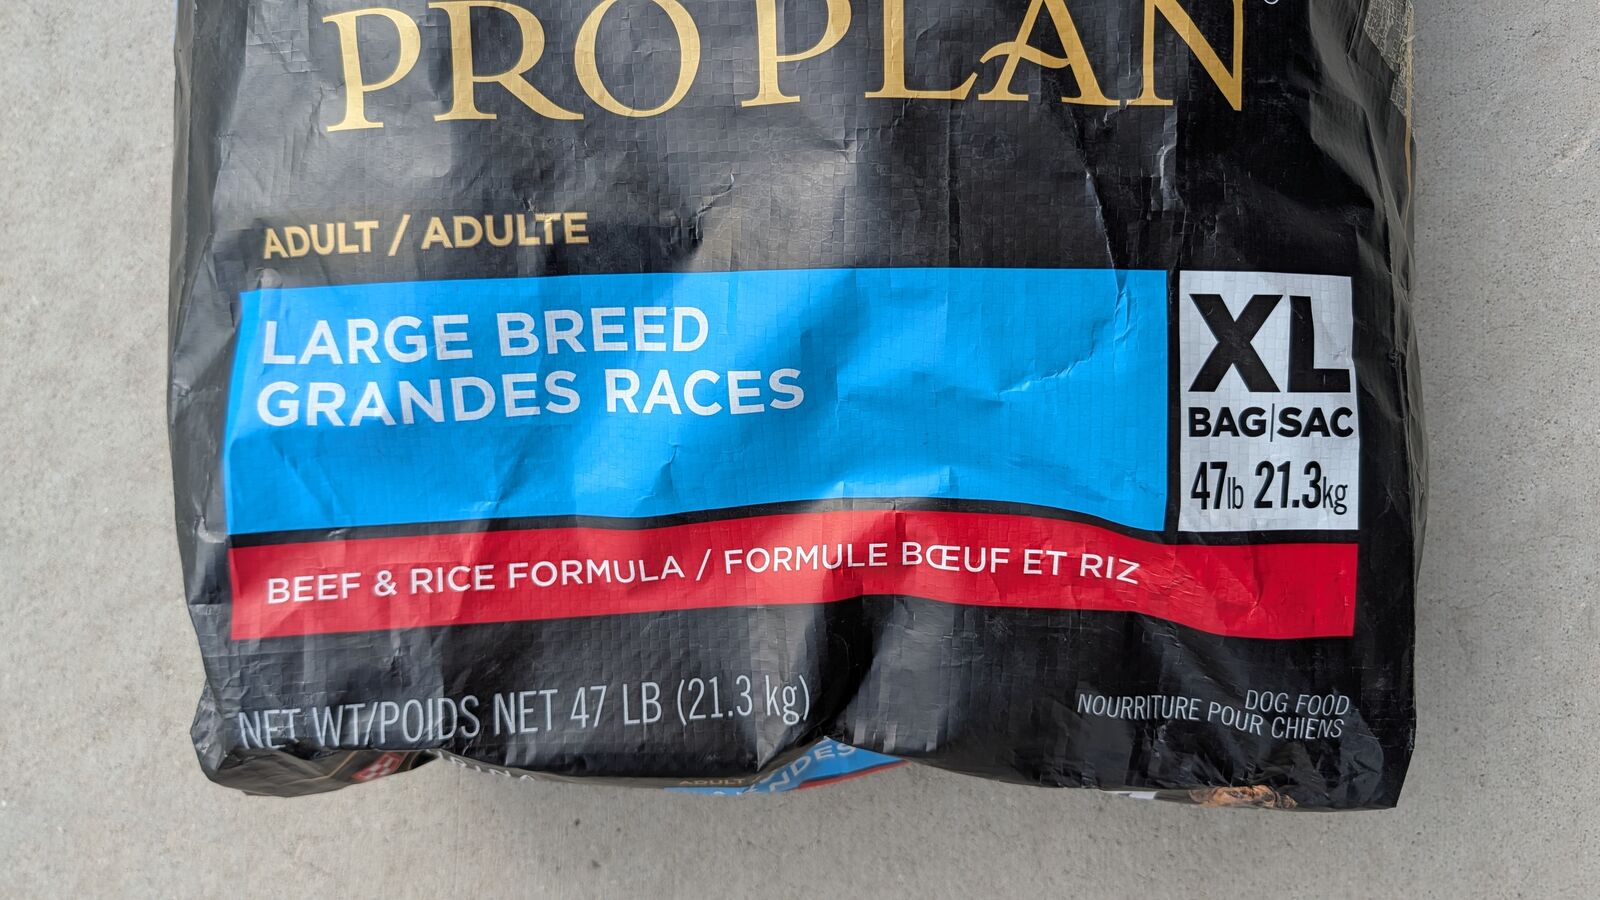 PRO PLAN
ADULT / ADULTE
LARGE BREED
GRANDES RACES
XL
BAG|SAC
47lb 21.3kg
BEEF & RICE FORMULA / FORMULE BŒUF ET RIZ
NET WT/POIDS NET 47 LB (21.3 kg)
DOG FOOD
NOURRITURE POUR CHIENS
ADULT